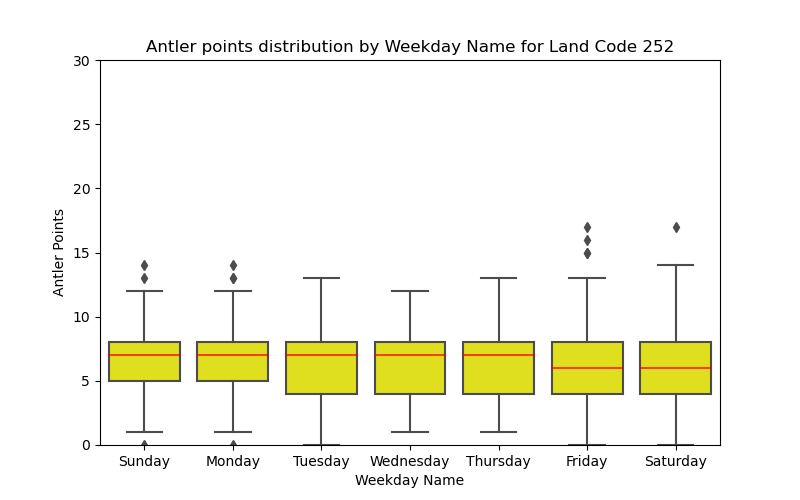 Antler points distribution by Weekday Name for Land Code 252
30
25
20
15
10
5
0
Antler Points
Sunday Monday Tuesday Wednesday Thursday Friday Saturday
Weekday Name